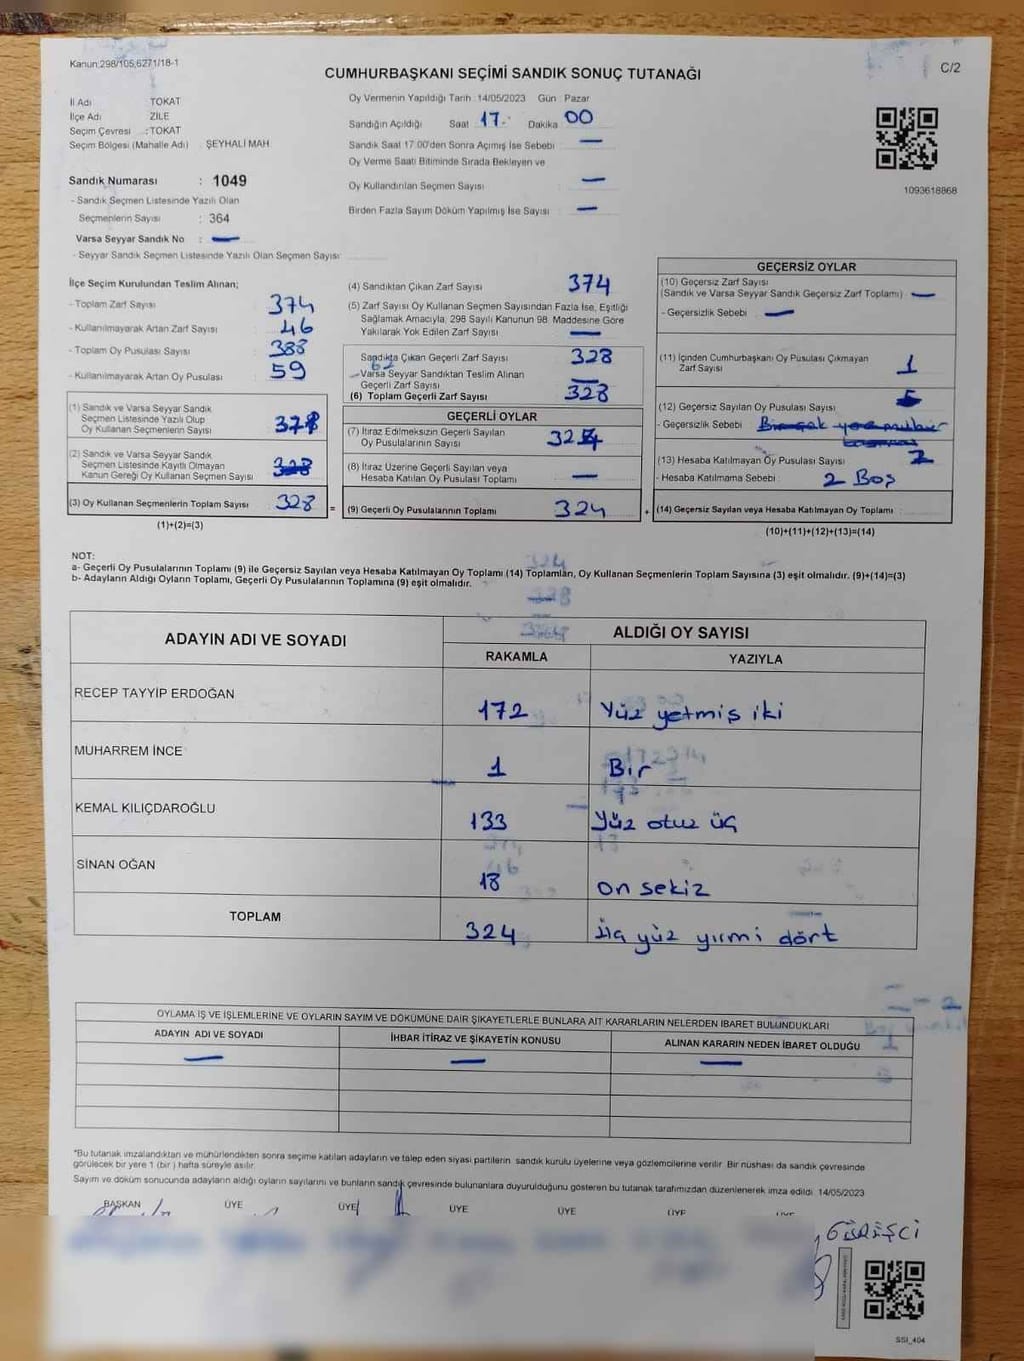 Kanun:298/105,6271/18-1
C/2
CUMHURBAŞKANI SEÇİMİ SANDIK SONUÇ TUTANAĞI
İl Adı TOKAT
İlçe Adı ZİLE
Seçim Çevresi : TOKAT
Seçim Bölgesi (Mahalle Adı) : ŞEYHALİ MAH
Sandık Numarası : 1049
- Sandık Seçmen Listesinde Yazılı Olan
Seçmenlerin Sayısı : 364
Varsa Seyyar Sandık No : —
- Seyyar Sandık Seçmen Listesinde Yazılı Olan Seçmen Sayısı
Oy Vermenin Yapıldığı Tarih 14/05/2023 Gün Pazar
Sandığın Açıldığı Saat 17 Dakika 00
Sandık Saat 17 00'den Sonra Açımış İse Sebebi —
Oy Verme Saati Bitiminde Sırada Bekleyen ve
Oy Kullandırılan Seçmen Sayısı —
Birden Fazla Sayım Döküm Yapılmış İse Sayısı —
1093618868
İlçe Seçim Kurulundan Teslim Alınan;
- Toplam Zarf Sayısı 374
- Kullanılmayarak Artan Zarf Sayısı 46
- Toplam Oy Pusulası Sayısı 388
- Kullanılmayarak Artan Oy Pusulası 59
(1) Sandık ve Varsa Seyyar Sandık
Seçmen Listesinde Yazılı Olup
Oy Kullanan Seçmenlerin Sayısı
(2) Sandık ve Varsa Seyyar Sandık
Seçmen Listesinde Kayıtlı Olmayan
Kanun Gereği Oy Kullanan Seçmen Sayısı
(3) Oy Kullanan Seçmenlerin Toplam Sayısı 328 =
(1)+(2)=(3)
(4) Sandıktan Çıkan Zarf Sayısı 374
(5) Zarf Sayısı Oy Kullanan Seçmen Sayısından Fazla İse, Eşitliği
Sağlamak Amacıyla, 298 Sayılı Kanunun 98. Maddesine Göre
Yakılarak Yok Edilen Zarf Sayısı —
Sandıkta Çıkan Geçerli Zarf Sayısı 328
Varsa Seyyar Sandıktan Teslim Alınan
Geçerli Zarf Sayısı —
(6) Toplam Geçerli Zarf Sayısı 328
GEÇERLİ OYLAR
(7) İtiraz Edilmeksizin Geçerli Sayılan
Oy Pusulalarının Sayısı 324
(8) İtiraz Üzerine Geçerli Sayılan veya
Hesaba Katılan Oy Pusulası Toplamı —
(9) Geçerli Oy Pusulalarının Toplamı 324 +
GEÇERSİZ OYLAR
(10) Geçersiz Zarf Sayısı
(Sandık ve Varsa Seyyar Sandık Geçersiz Zarf Toplamı) —
- Geçersizlik Sebebi : —
(11) İçinden Cumhurbaşkanı Oy Pusulası Çıkmayan
Zarf Sayısı 1
(12) Geçersiz Sayılan Oy Pusulası Sayısı
- Geçersizlik Sebebi
(13) Hesaba Katılmayan Oy Pusulası Sayısı 2
- Hesaba Katılmama Sebebi : 2 Boş
(14) Geçersiz Sayılan veya Hesaba Katılmayan Oy Toplamı
(10)+(11)+(12)+(13)=(14)
NOT:
a- Geçerli Oy Pusulalarının Toplamı (9) ile Geçersiz Sayılan veya Hesaba Katılmayan Oy Toplamı (14) Toplamları, Oy Kullanan Seçmenlerin Toplam Sayısına (3) eşit olmalıdır. (9)+(14)=(3)
b- Adayların Aldığı Oyların Toplamı, Geçerli Oy Pusulalarının Toplamına (9) eşit olmalıdır.
ADAYIN ADI VE SOYADI ALDIĞI OY SAYISI
RAKAMLA YAZIYLA
RECEP TAYYİP ERDOĞAN 172 Yüz yetmiş iki
MUHARREM İNCE 1 Bir
KEMAL KILIÇDAROĞLU 133 Yüz otuz üç
SİNAN OĞAN 18 on sekiz
TOPLAM 324 üç yüz yırmi dört
OYLAMA İŞ VE İŞLEMLERİNE VE OYLARIN SAYIM VE DÖKÜMÜNE DAİR ŞİKAYETLERLE BUNLARA AİT KARARLARIN NELERDEN İBARET BULUNDUKLARI
ADAYIN ADI VE SOYADI İHBAR İTİRAZ VE ŞİKAYETİN KONUSU ALINAN KARARIN NEDEN İBARET OLDUĞU
— — —
*Bu tutanak imzalandıktan ve mühürlendikten sonra seçime katılan adayların ve talep eden siyasi partilerin sandık kurulu üyelerine veya gözlemcilerine verilir. Bir nüshası da sandık çevresinde
görülecek bir yere 1 (bir) hafta süreyle asılır.
Sayım ve döküm sonucunda adayların aldığı oyların sayılarını ve bunların sandık çevresinde bulunanlara duyurulduğunu gösteren bu tutanak tarafımızdan düzenlenerek imza edildi. 14/05/2023
BAŞKAN ÜYE ÜYE ÜYE ÜYE ÜYE ÜYE
SSI_404